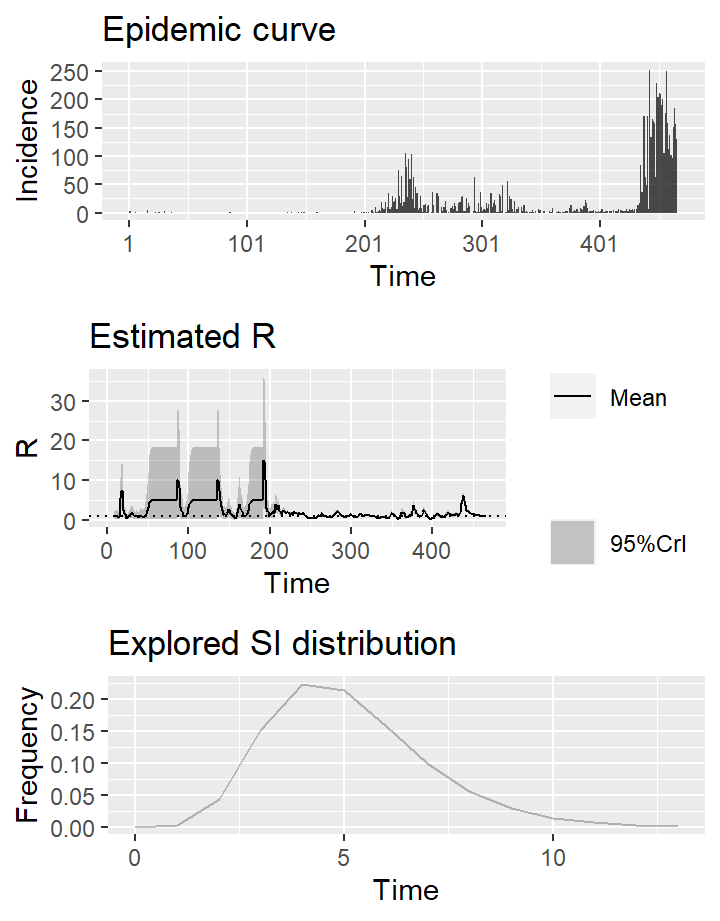 Epidemic curve
Incidence
250
200
150
100
50
0
1 101 201 301 401
Time
Estimated R
R
30
20
10
0
0 100 200 300 400
Time
Mean
95%CrI
Explored SI distribution
Frequency
0.20
0.15
0.10
0.05
0.00
0 5 10
Time